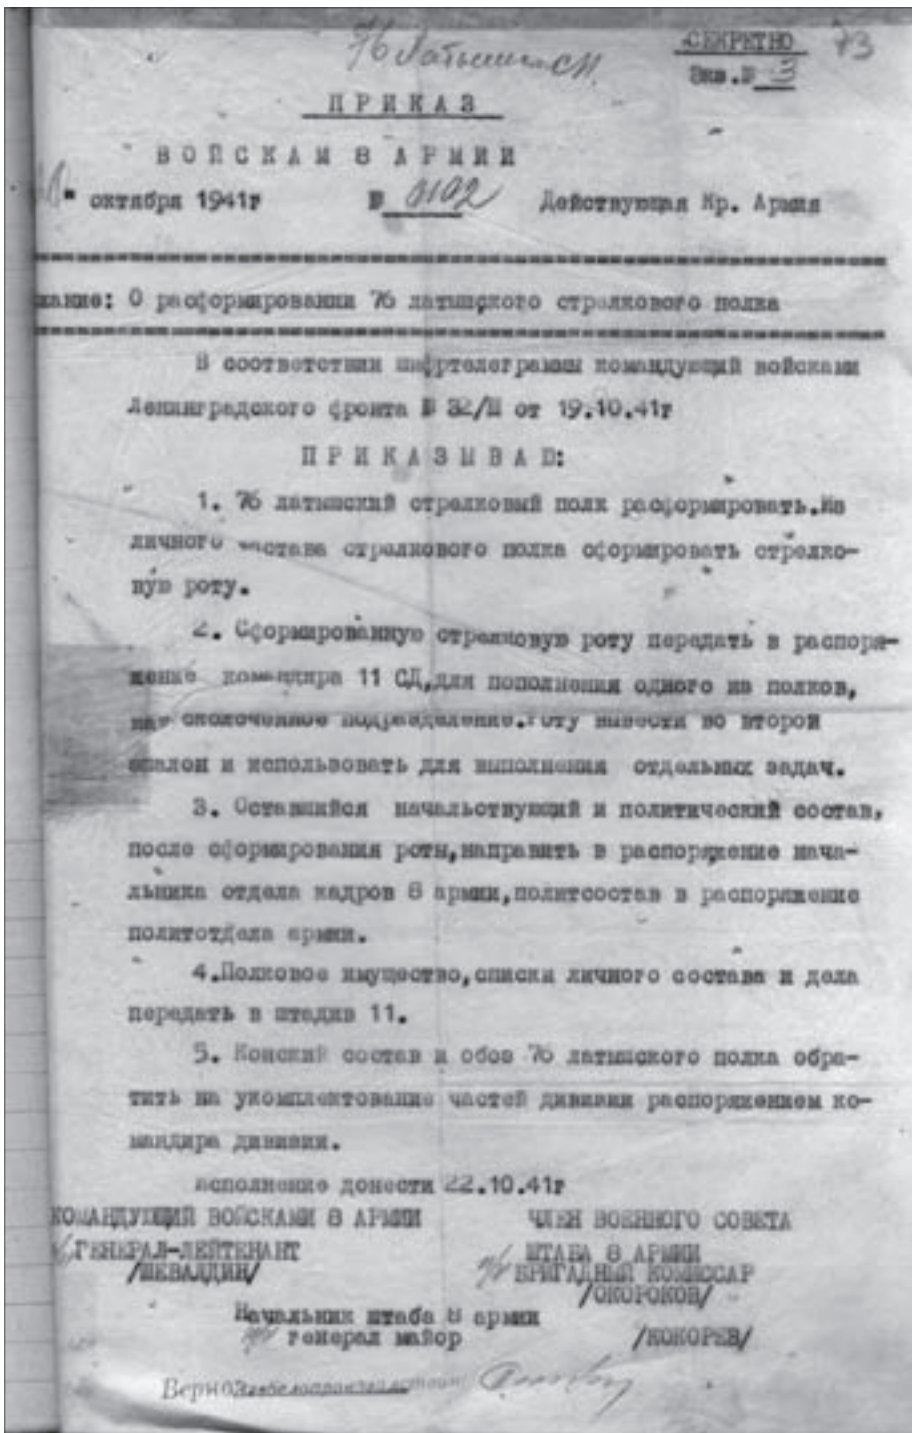 76 Латышск СП
СЕКРЕТНО 73
Экз.№ 3
ПРИКАЗ
ВОЙСКАМ 8 АРМИИ
" октября 1941г № 0102 Действующая Кр. Армия
жание: О расформировании 76 латышского стрелкового полка
В соответствии шифртелеграммы командующий войсками
Ленинградского фронта № 32/Ш от 19.10.41г
ПРИКАЗЫВАЮ:
1. 76 латышский стрелковый полк расформировать.Из
личного состава стрелкового полка сформировать стрелко-
вую роту.
2. Сформированную стрелковую роту передать в распоря-
жение командира 11 СД,для пополнения одного из полков,
как сколоченное подразделение.Роту вывести во второй
эшалон и использовать для выполнения отдельных задач.
3. Оставшийся начальствующий и политический состав,
после сформирования роты,направить в распоряжение нача-
льника отдела кадров 8 армии,политсостав в распоряжение
политотдела армии.
4.Полковое имущество,списки личного состава и дела
передать в штадив 11.
5. Конский состав и обоз 76 латышского полка обра-
тить на укомплектование частей дивизии распоряжением ко-
мандира дивизии.
исполнение донести 22.10.41г
КОМАНДУЮЩИЙ ВОЙСКАМИ 8 АРМИИ ЧЛЕН ВОЕННОГО СОВЕТА
ГЕНЕРАЛ-ЛЕЙТЕНАНТ ШТАБА 8 АРМИИ
/ШЕВАЛДИН/ п/п БРИГАДНЫЙ КОМИССАР
/ОКОРОКОВ/
Начальник штаба 8 армии
п/п генерал майор /КОКОРЕВ/
Верно: